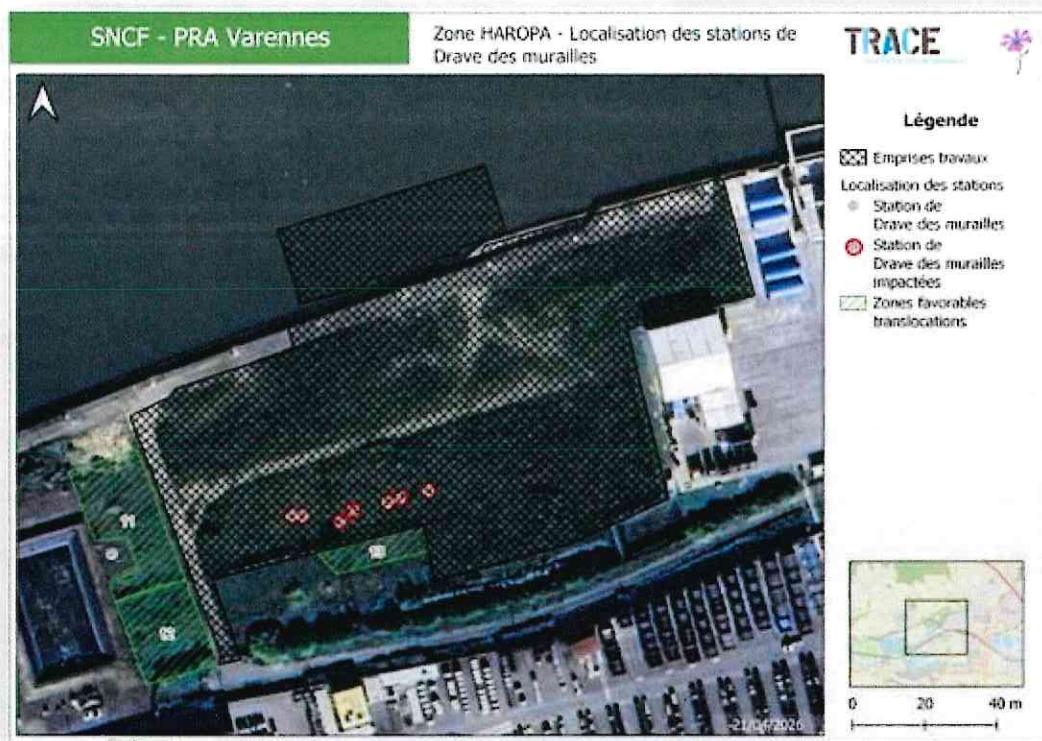 SNCF - PRA Varennes
Zone HAROPA - Localisation des stations de
Drave des murailles
TRACE
Légende
Emprises travaux
Localisation des stations
Station de
Drave des murailles
Station de
Drave des murailles
impactées
Zones favorables
translocations
0 20 40 m
21/04/2026